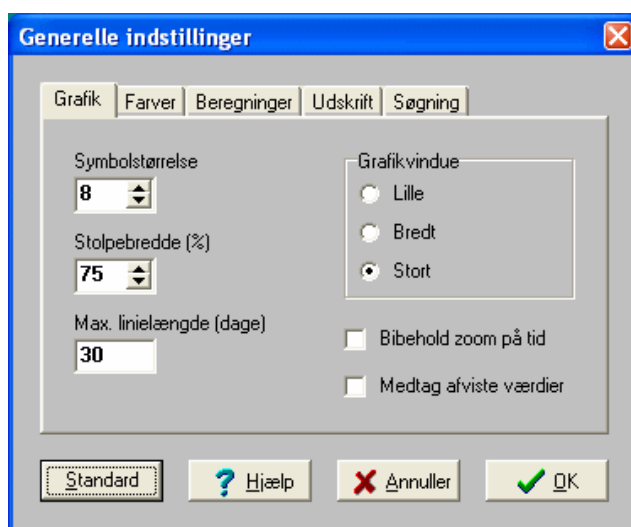 Generelle indstillinger
Grafik Farver Beregninger Udskrift Søgning
Symbolstørrelse
8
Stolpebredde (%)
75
Max. linielængde (dage)
30
Grafikvindue
Lille
Bredt
Stort
Bibehold zoom på tid
Medtag afviste værdier
Standard ? Hjælp Annuller OK